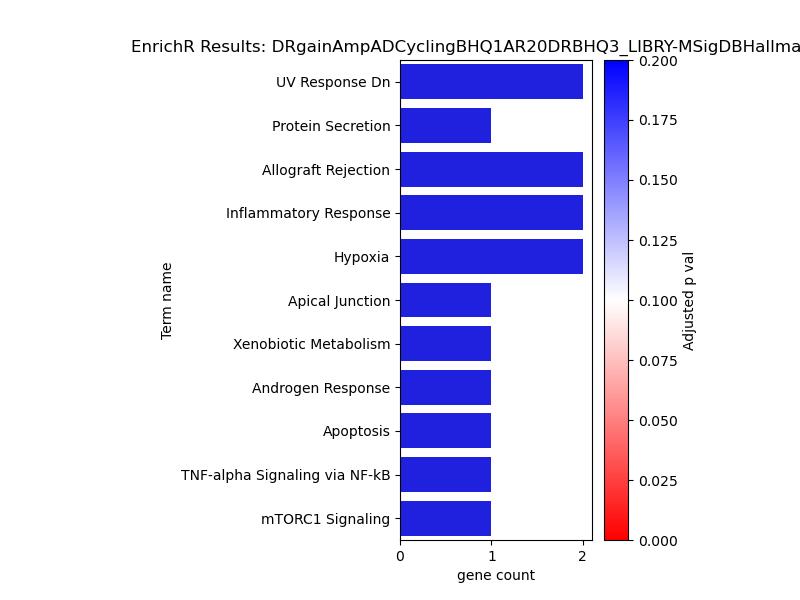 EnrichR Results: DRgainAmpADCyclingBHQ1AR20DRBHQ3_LIBRY-MSigDBHallma
UV Response Dn
Protein Secretion
Allograft Rejection
Inflammatory Response
Hypoxia
Apical Junction
Xenobiotic Metabolism
Androgen Response
Apoptosis
TNF-alpha Signaling via NF-kB
mTORC1 Signaling
Term name
0 1 2
gene count
0.200
0.175
0.150
0.125
0.100
0.075
0.050
0.025
0.000
Adjusted p val